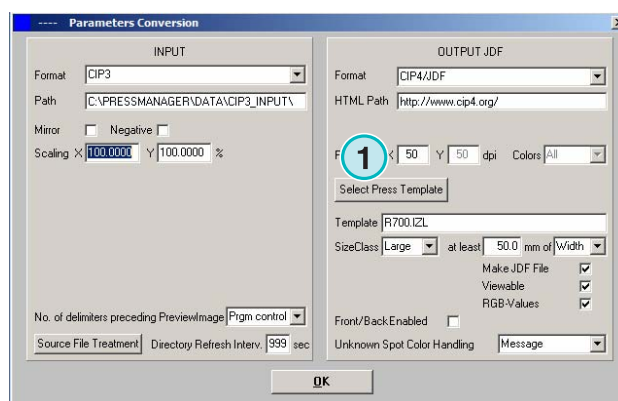 ---- Parameters Conversion
INPUT
Format CIP3
Path C:\PRESSMANAGER\DATA\CIP3_INPUT\
Mirror Negative
Scaling X 100.0000 Y 100.0000 %
No. of delimiters preceding PreviewImage Prgm control
Source File Treatment Directory Refresh Interv. 999 sec
OUTPUT JDF
Format CIP4/JDF
HTML Path http://www.cip4.org/
1 50 Y 50 dpi Colors All
Select Press Template
Template R700.IZL
SizeClass Large at least 50.0 mm of Width
Make JDF File
Viewable
RGB-Values
Front/Back Enabled
Unknown Spot Color Handling Message
OK